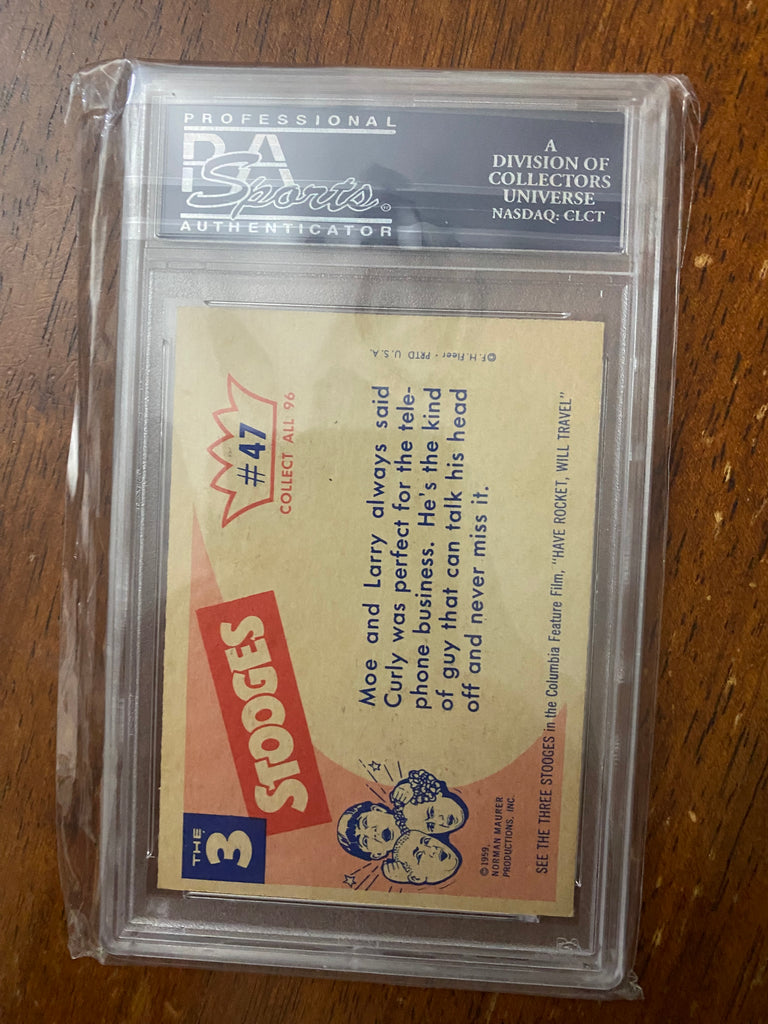 PROFESSIONAL
PSA
Sports
AUTHENTICATOR
A
DIVISION OF
COLLECTORS
UNIVERSE
NASDAQ: CLCT
THE
3
STOOGES
#47
COLLECT ALL 96
Moe and Larry always said
Curly was perfect for the tele-
phone business. He's the kind
of guy that can talk his head
off and never miss it.
©F.H.Fleer · PRTD U.S.A.
©1959,
NORMAN MAURER
PRODUCTIONS, INC.
SEE THE THREE STOOGES in the Columbia Feature Film, "HAVE ROCKET, WILL TRAVEL"